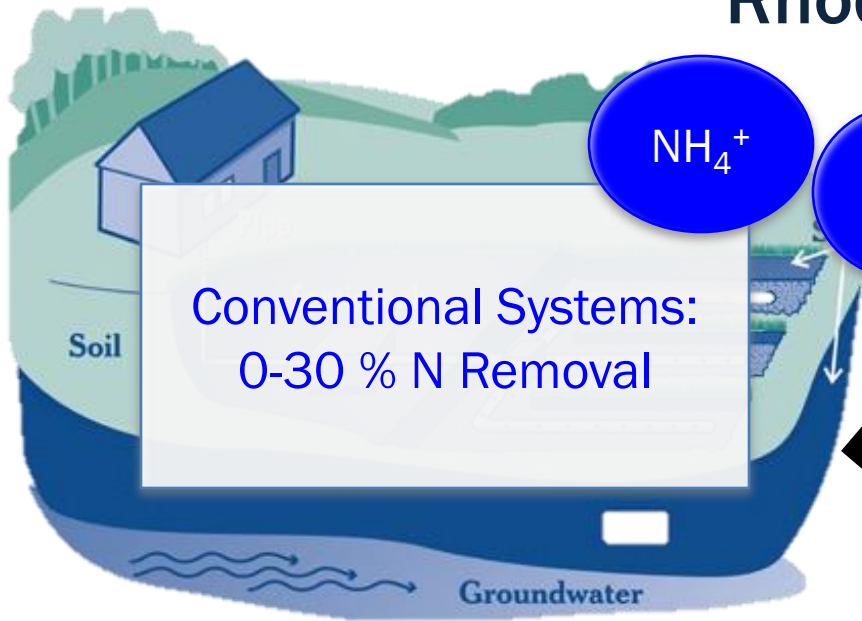 NH₄⁺
Conventional Systems:
0-30 % N Removal
Soil
Groundwater